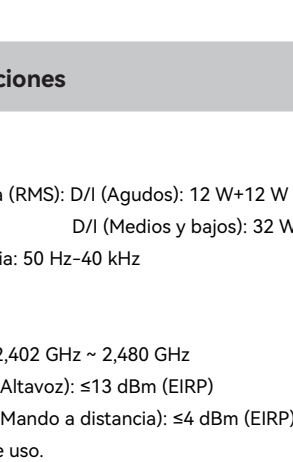 ciones
a (RMS): D/I (Agudos): 12 W+12 W
D/I (Medios y bajos): 32 W
ia: 50 Hz-40 kHz
2,402 GHz ~ 2,480 GHz
Altavoz): ≤13 dBm (EIRP)
(Mando a distancia): ≤4 dBm (EIRP)
e uso.